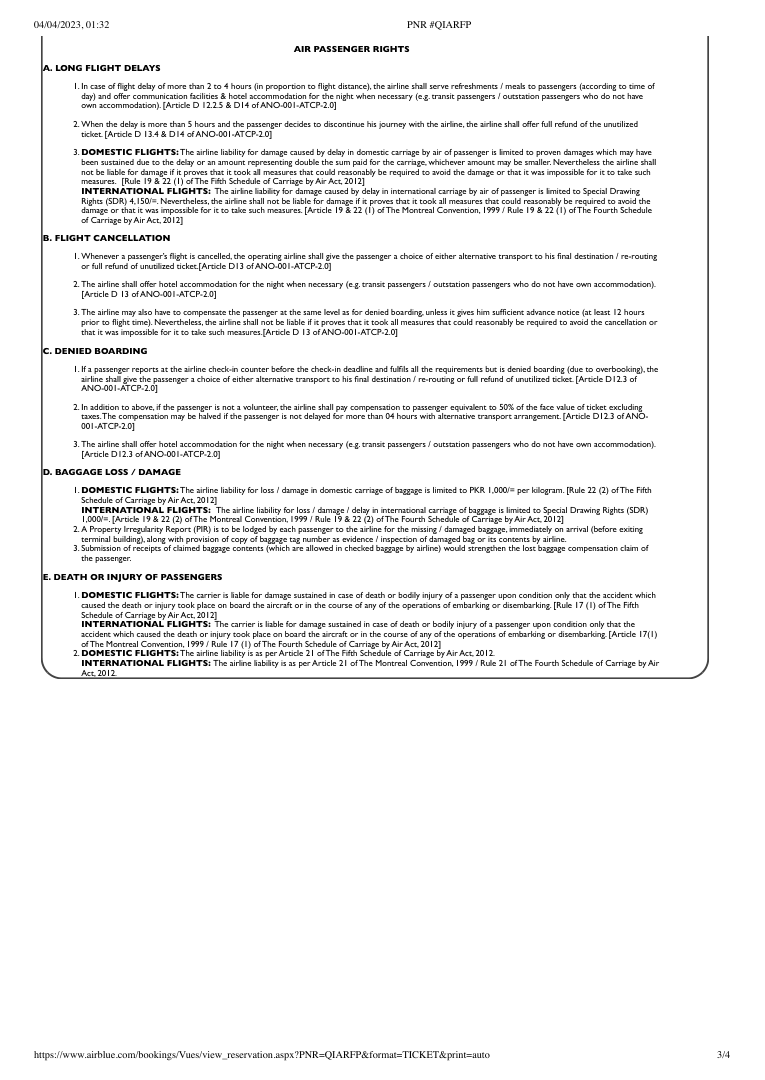 04/04/2023, 01:32 PNR #QIARFP
AIR PASSENGER RIGHTS
A. LONG FLIGHT DELAYS
1. In case of flight delay of more than 2 to 4 hours (in proportion to flight distance), the airline shall serve refreshments / meals to passengers (according to time of
day) and offer communication facilities & hotel accommodation for the night when necessary (e.g. transit passengers / outstation passengers who do not have
own accommodation). [Article D 12.2.5 & D14 of ANO-001-ATCP-2.0]
2. When the delay is more than 5 hours and the passenger decides to discontinue his journey with the airline, the airline shall offer full refund of the unutilized
ticket. [Article D 13.4 & D14 of ANO-001-ATCP-2.0]
3. DOMESTIC FLIGHTS: The airline liability for damage caused by delay in domestic carriage by air of passenger is limited to proven damages which may have
been sustained due to the delay or an amount representing double the sum paid for the carriage, whichever amount may be smaller. Nevertheless the airline shall
not be liable for damage if it proves that it took all measures that could reasonably be required to avoid the damage or that it was impossible for it to take such
measures. [Rule 19 & 22 (1) of The Fifth Schedule of Carriage by Air Act, 2012]
INTERNATIONAL FLIGHTS: The airline liability for damage caused by delay in international carriage by air of passenger is limited to Special Drawing
Rights (SDR) 4,150/=. Nevertheless, the airline shall not be liable for damage if it proves that it took all measures that could reasonably be required to avoid the
damage or that it was impossible for it to take such measures. [Article 19 & 22 (1) of The Montreal Convention, 1999 / Rule 19 & 22 (1) of The Fourth Schedule
of Carriage by Air Act, 2012]
B. FLIGHT CANCELLATION
1. Whenever a passenger's flight is cancelled, the operating airline shall give the passenger a choice of either alternative transport to his final destination / re-routing
or full refund of unutilized ticket.[Article D13 of ANO-001-ATCP-2.0]
2. The airline shall offer hotel accommodation for the night when necessary (e.g. transit passengers / outstation passengers who do not have own accommodation).
[Article D 13 of ANO-001-ATCP-2.0]
3. The airline may also have to compensate the passenger at the same level as for denied boarding, unless it gives him sufficient advance notice (at least 12 hours
prior to flight time). Nevertheless, the airline shall not be liable if it proves that it took all measures that could reasonably be required to avoid the cancellation or
that it was impossible for it to take such measures.[Article D 13 of ANO-001-ATCP-2.0]
C. DENIED BOARDING
1. If a passenger reports at the airline check-in counter before the check-in deadline and fulfils all the requirements but is denied boarding (due to overbooking), the
airline shall give the passenger a choice of either alternative transport to his final destination / re-routing or full refund of unutilized ticket. [Article D12.3 of
ANO-001-ATCP-2.0]
2. In addition to above, if the passenger is not a volunteer, the airline shall pay compensation to passenger equivalent to 50% of the face value of ticket excluding
taxes. The compensation may be halved if the passenger is not delayed for more than 04 hours with alternative transport arrangement. [Article D12.3 of ANO-
001-ATCP-2.0]
3. The airline shall offer hotel accommodation for the night when necessary (e.g. transit passengers / outstation passengers who do not have own accommodation).
[Article D12.3 of ANO-001-ATCP-2.0]
D. BAGGAGE LOSS / DAMAGE
1. DOMESTIC FLIGHTS: The airline liability for loss / damage in domestic carriage of baggage is limited to PKR 1,000/= per kilogram. [Rule 22 (2) of The Fifth
Schedule of Carriage by Air Act, 2012]
INTERNATIONAL FLIGHTS: The airline liability for loss / damage / delay in international carriage of baggage is limited to Special Drawing Rights (SDR)
1,000/=. [Article 19 & 22 (2) of The Montreal Convention, 1999 / Rule 19 & 22 (2) of The Fourth Schedule of Carriage by Air Act, 2012]
2. A Property Irregularity Report (PIR) is to be lodged by each passenger to the airline for the missing / damaged baggage, immediately on arrival (before exiting
terminal building), along with provision of copy of baggage tag number as evidence / inspection of damaged bag or its contents by airline.
3. Submission of receipts of claimed baggage contents (which are allowed in checked baggage by airline) would strengthen the lost baggage compensation claim of
the passenger.
E. DEATH OR INJURY OF PASSENGERS
1. DOMESTIC FLIGHTS: The carrier is liable for damage sustained in case of death or bodily injury of a passenger upon condition only that the accident which
caused the death or injury took place on board the aircraft or in the course of any of the operations of embarking or disembarking. [Rule 17 (1) of The Fifth
Schedule of Carriage by Air Act, 2012]
INTERNATIONAL FLIGHTS: The carrier is liable for damage sustained in case of death or bodily injury of a passenger upon condition only that the
accident which caused the death or injury took place on board the aircraft or in the course of any of the operations of embarking or disembarking. [Article 17(1)
of The Montreal Convention, 1999 / Rule 17 (1) of The Fourth Schedule of Carriage by Air Act, 2012]
2. DOMESTIC FLIGHTS: The airline liability is as per Article 21 of The Fifth Schedule of Carriage by Air Act, 2012.
INTERNATIONAL FLIGHTS: The airline liability is as per Article 21 of The Montreal Convention, 1999 / Rule 21 of The Fourth Schedule of Carriage by Air
Act, 2012.
https://www.airblue.com/bookings/Vues/view_reservation.aspx?PNR=QIARFP&format=TICKET&print=auto 3/4